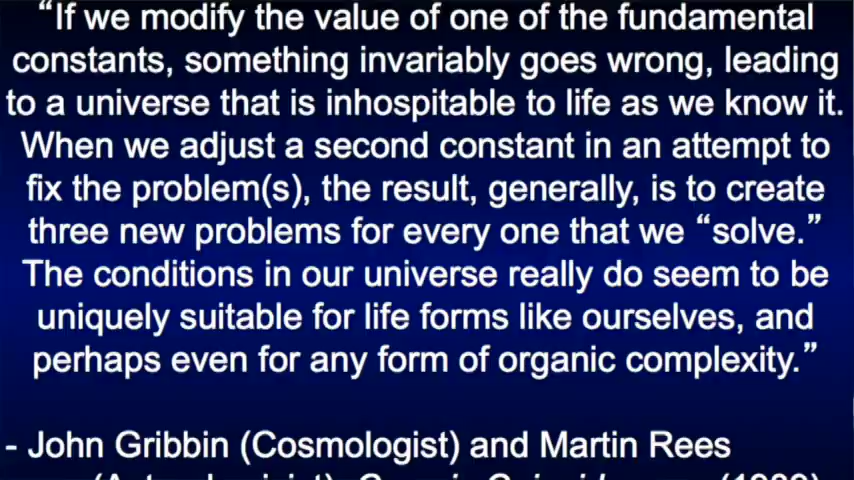 “If we modify the value of one of the fundamental
constants, something invariably goes wrong, leading
to a universe that is inhospitable to life as we know it.
When we adjust a second constant in an attempt to
fix the problem(s), the result, generally, is to create
three new problems for every one that we “solve.”
The conditions in our universe really do seem to be
uniquely suitable for life forms like ourselves, and
perhaps even for any form of organic complexity.”
- John Gribbin (Cosmologist) and Martin Rees